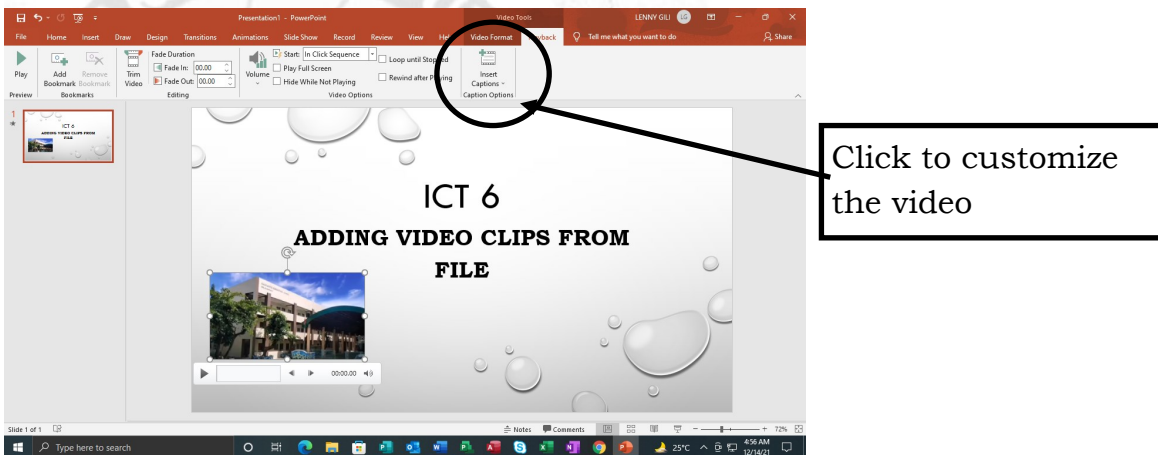 Presentation1 - PowerPoint
Video Tools
LENNY GILI
LG
File Home Insert Draw Design Transitions Animations Slide Show Record Review View Help Video Format Playback Tell me what you want to do Share
Play
Preview
Add Bookmark
Remove Bookmark
Bookmarks
Trim Video
Fade Duration
Fade In: 00.00
Fade Out: 00.00
Editing
Volume
Start: In Click Sequence
Play Full Screen
Hide While Not Playing
Loop until Stopped
Rewind after Playing
Video Options
Insert Captions
Caption Options
1
ICT 6
ADDING VIDEO CLIPS FROM
FILE
ICT 6
ADDING VIDEO CLIPS FROM
FILE
00:00.00
Click to customize
the video
Slide 1 of 1
Notes Comments 72%
Type here to search
25°C
4:56 AM
12/14/21